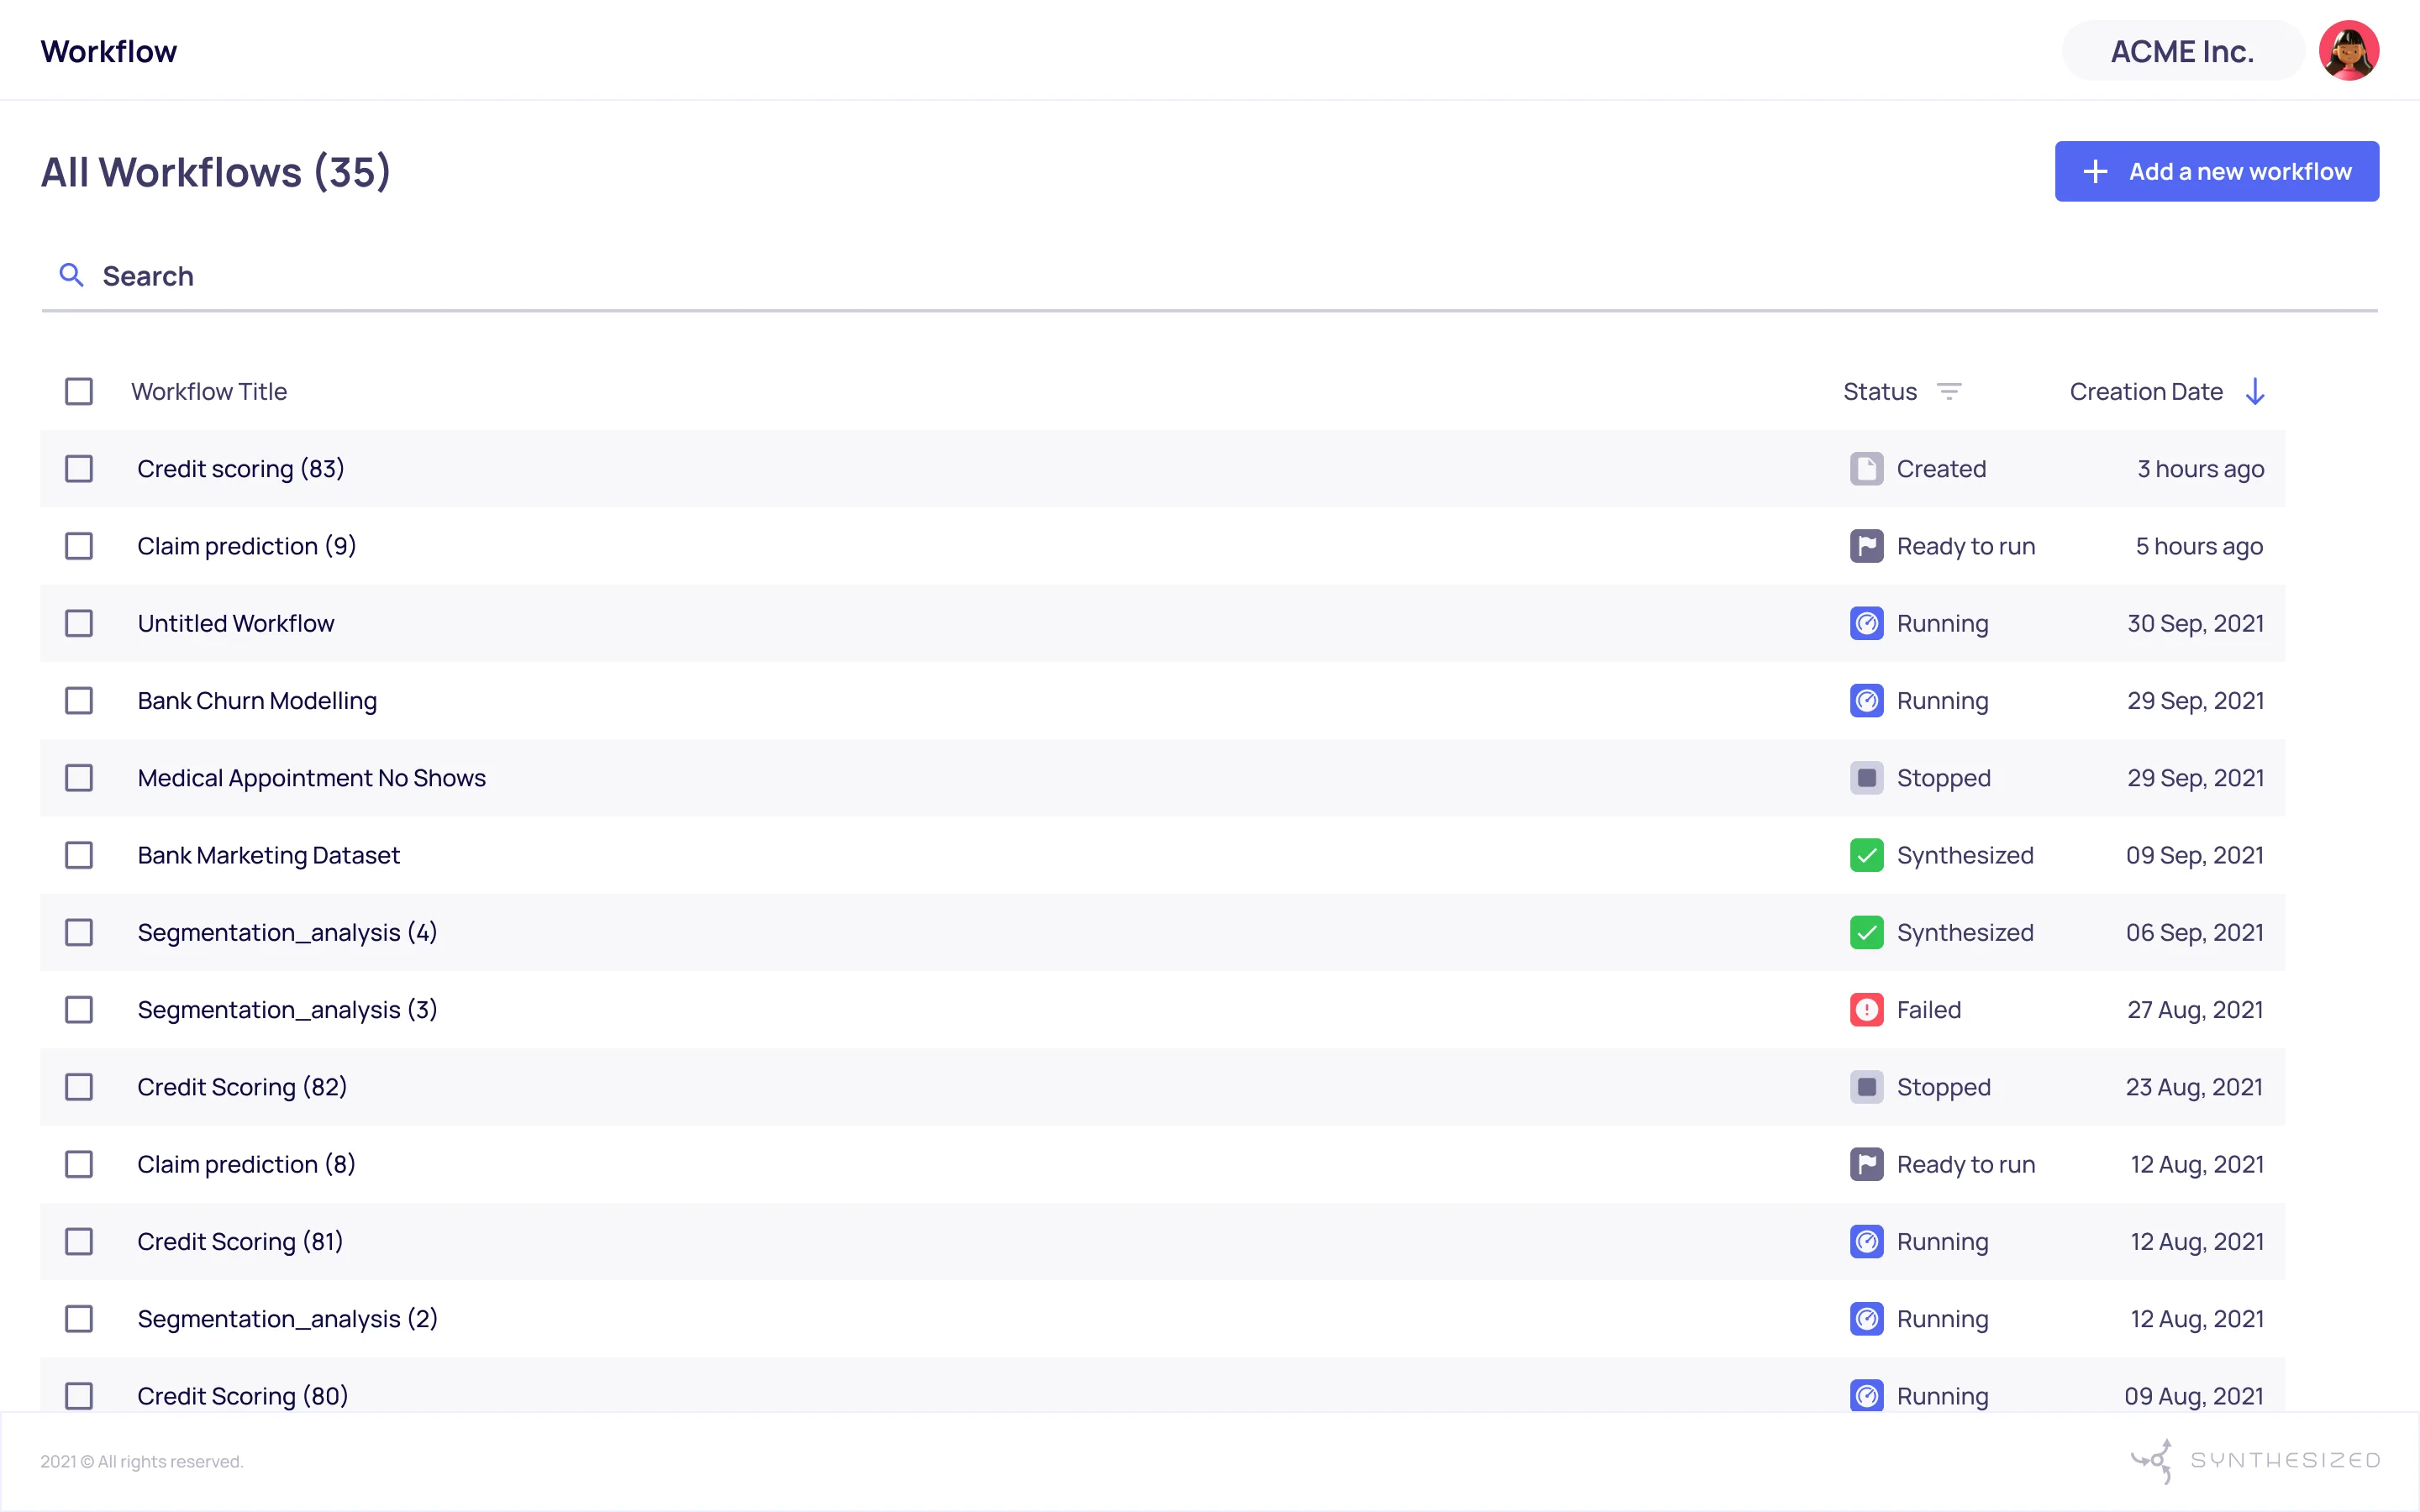 Workflow
ACME Inc.
All Workflows (35)
Add a new workflow
Search
Workflow Title Status Creation Date
Credit scoring (83) Created 3 hours ago
Claim prediction (9) Ready to run 5 hours ago
Untitled Workflow Running 30 Sep, 2021
Bank Churn Modelling Running 29 Sep, 2021
Medical Appointment No Shows Stopped 29 Sep, 2021
Bank Marketing Dataset Synthesized 09 Sep, 2021
Segmentation_analysis (4) Synthesized 06 Sep, 2021
Segmentation_analysis (3) Failed 27 Aug, 2021
Credit Scoring (82) Stopped 23 Aug, 2021
Claim prediction (8) Ready to run 12 Aug, 2021
Credit Scoring (81) Running 12 Aug, 2021
Segmentation_analysis (2) Running 12 Aug, 2021
Credit Scoring (80) Running 09 Aug, 2021
2021 © All rights reserved.
SYNTHESIZED